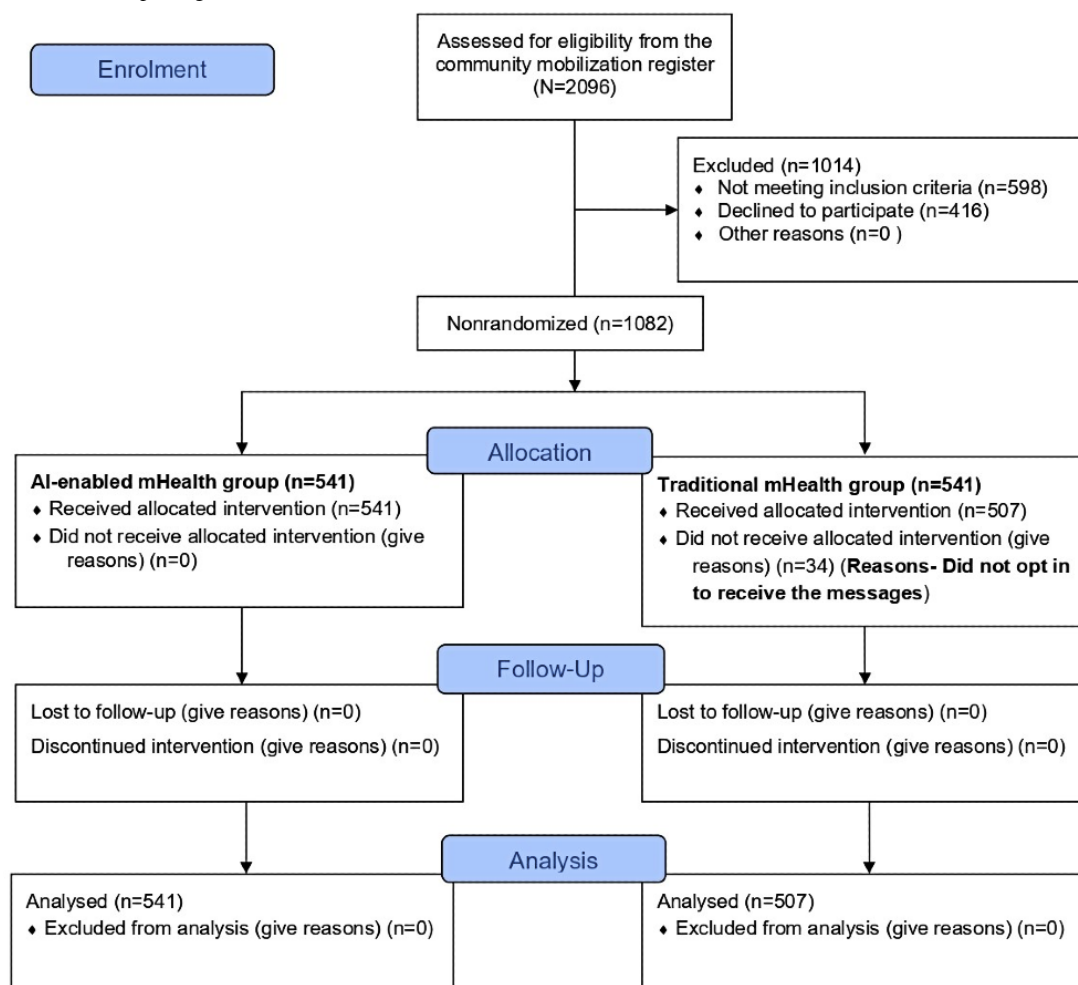 Assessed for eligibility from the
community mobilization register
(N=2096)
Enrolment
Excluded (n=1014)
♦ Not meeting inclusion criteria (n=598)
♦ Declined to participate (n=416)
♦ Other reasons (n=0 )
Nonrandomized (n=1082)
Allocation
AI-enabled mHealth group (n=541)
♦ Received allocated intervention (n=541)
♦ Did not receive allocated intervention (give
reasons) (n=0)
Traditional mHealth group (n=541)
♦ Received allocated intervention (n=507)
♦ Did not receive allocated intervention (give
reasons) (n=34) (Reasons- Did not opt in
to receive the messages)
Follow-Up
Lost to follow-up (give reasons) (n=0)
Discontinued intervention (give reasons) (n=0)
Lost to follow-up (give reasons) (n=0)
Discontinued intervention (give reasons) (n=0)
Analysis
Analysed (n=541)
♦ Excluded from analysis (give reasons) (n=0)
Analysed (n=507)
♦ Excluded from analysis (give reasons) (n=0)